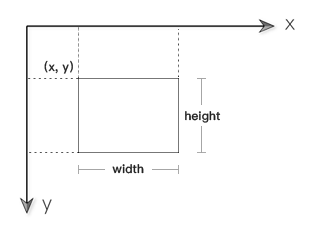 x
(x, y)
height
width
y